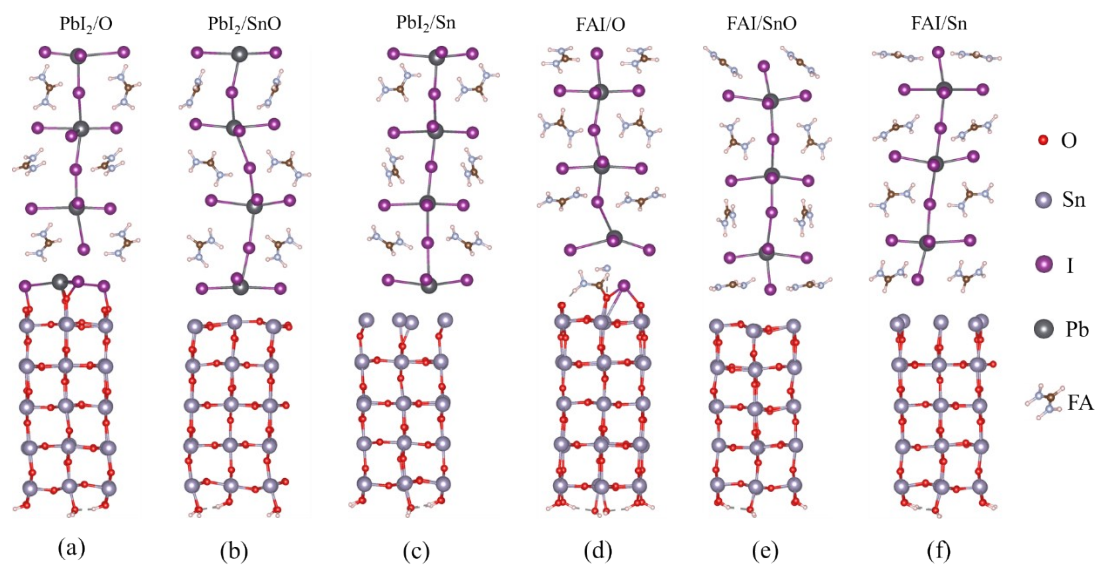 PbI₂/O
PbI₂/SnO
PbI₂/Sn
FAI/O
FAI/SnO
FAI/Sn
O
Sn
I
Pb
FA
(a)
(b)
(c)
(d)
(e)
(f)